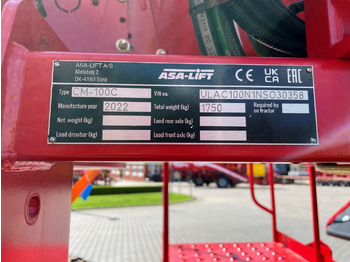 ASA-LIFT A/S
Metalvej 2
DK-4180 Sorø
ASA-LIFT
CE UK CA EAC
Type CM-100C VIN no. ULAC100N1NSO30358
Manufacture year 2022 Total weight (kg) 1750 Required hp on tractor
Net. weight (kg) Load rear axle (kg)
Load drawbar (kg) Load front axle (kg)